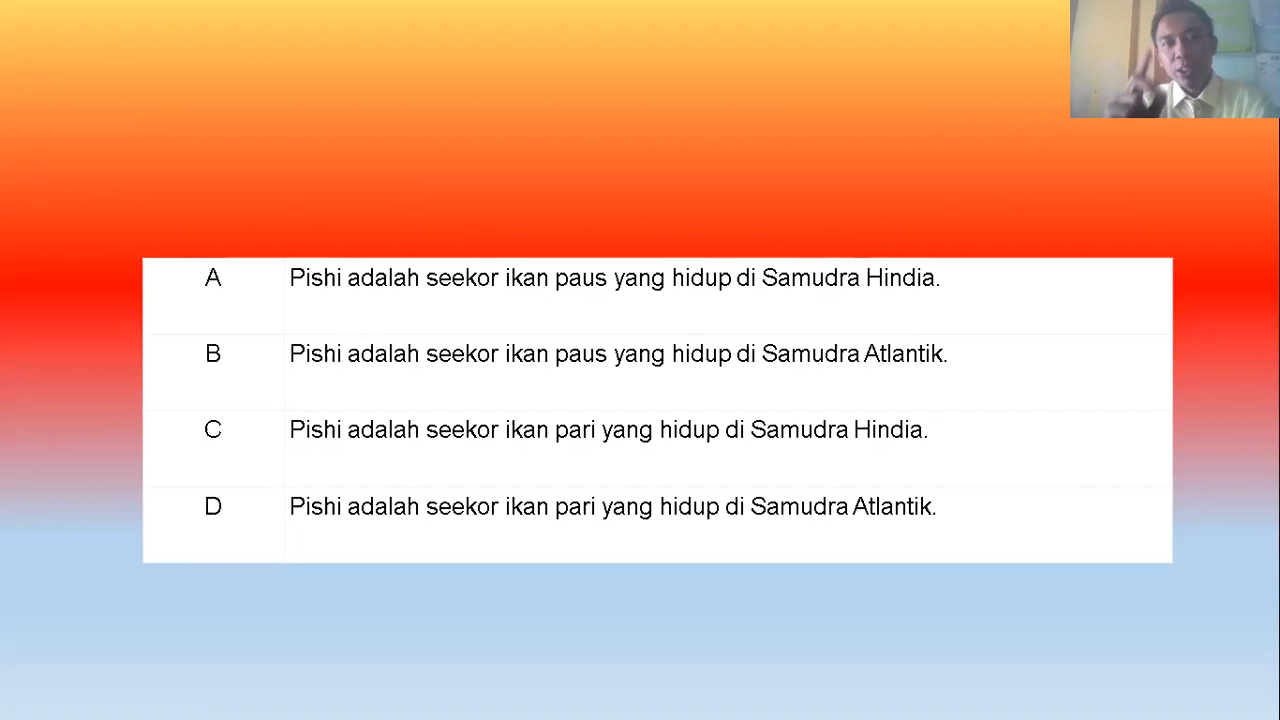 A Pishi adalah seekor ikan paus yang hidup di Samudra Hindia.
B Pishi adalah seekor ikan paus yang hidup di Samudra Atlantik.
C Pishi adalah seekor ikan pari yang hidup di Samudra Hindia.
D Pishi adalah seekor ikan pari yang hidup di Samudra Atlantik.